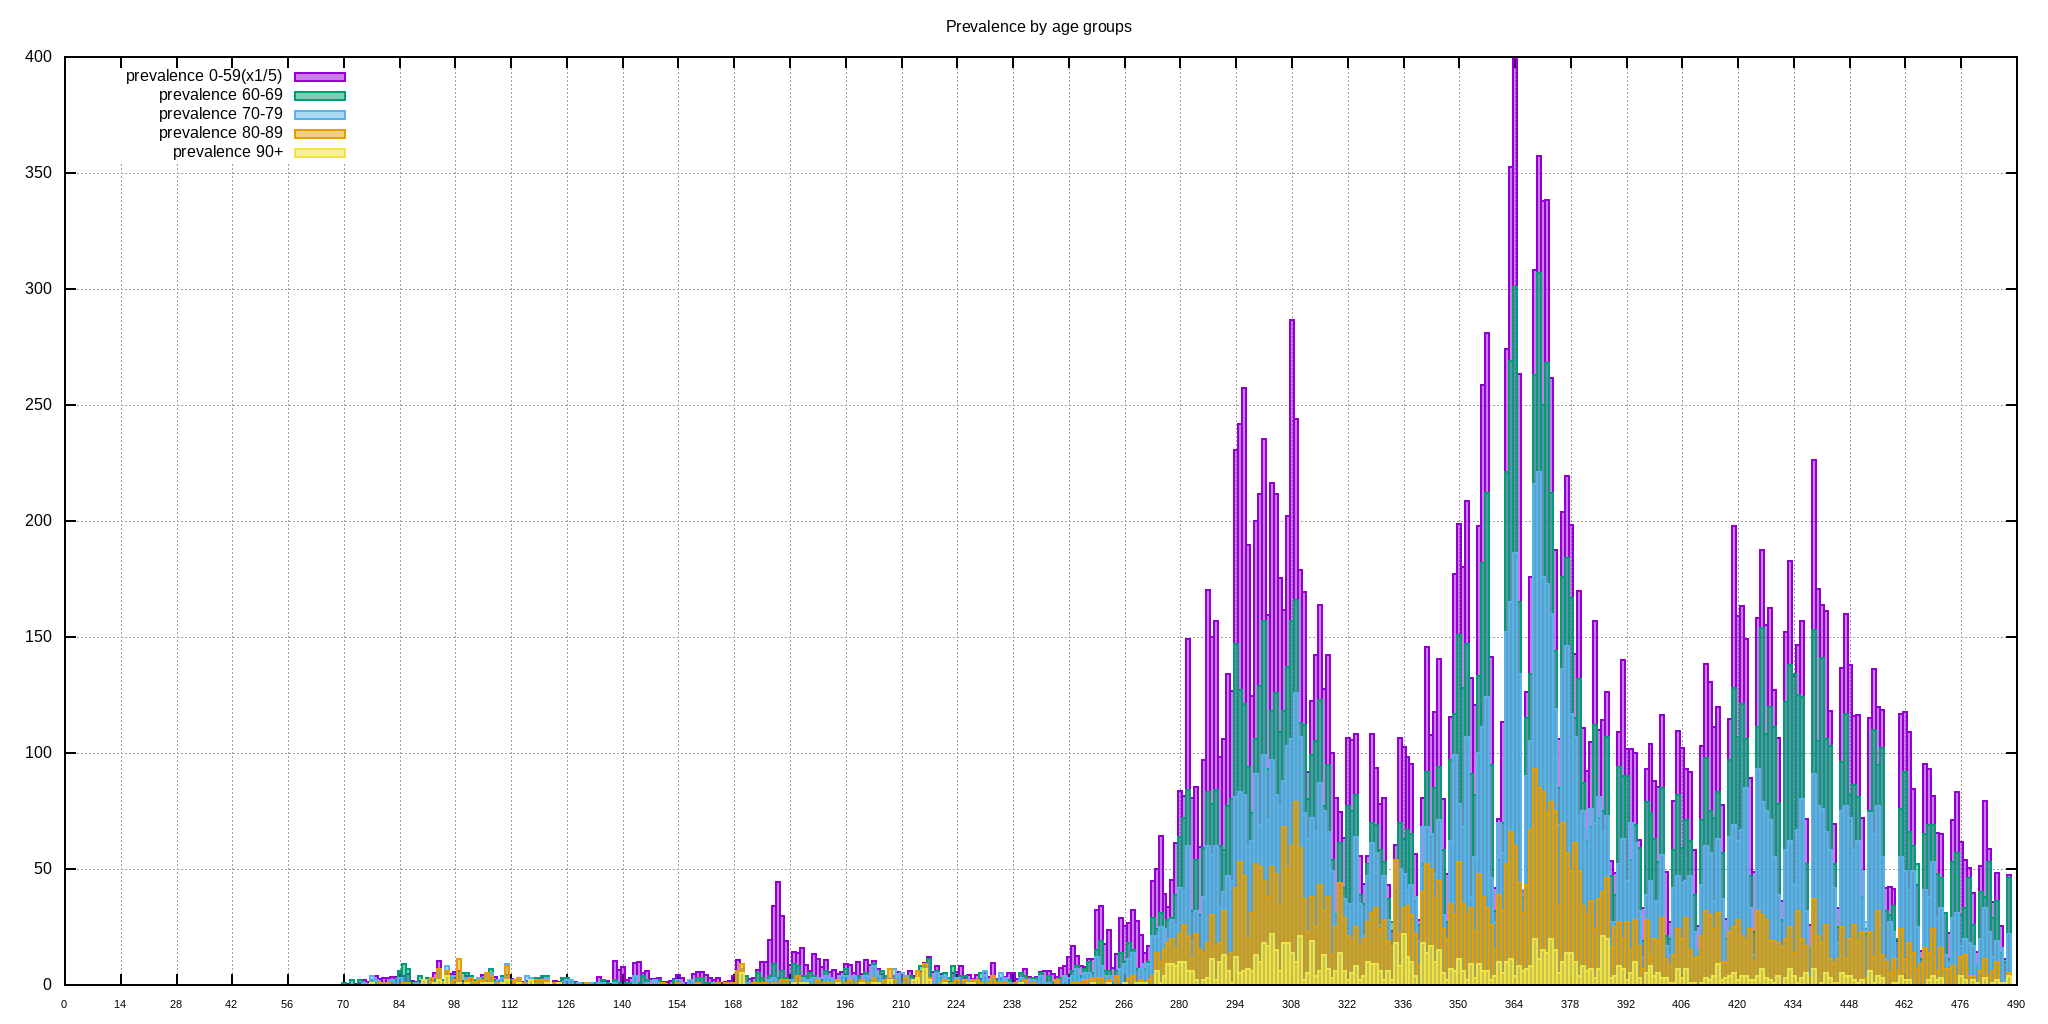 Prevalence by age groups
400
350
300
250
200
150
100
50
0
prevalence 0-59(x1/5)
prevalence 60-69
prevalence 70-79
prevalence 80-89
prevalence 90+
0 14 28 42 56 70 84 98 112 126 140 154 168 182 196 210 224 238 252 266 280 294 308 322 336 350 364 378 392 406 420 434 448 462 476 490